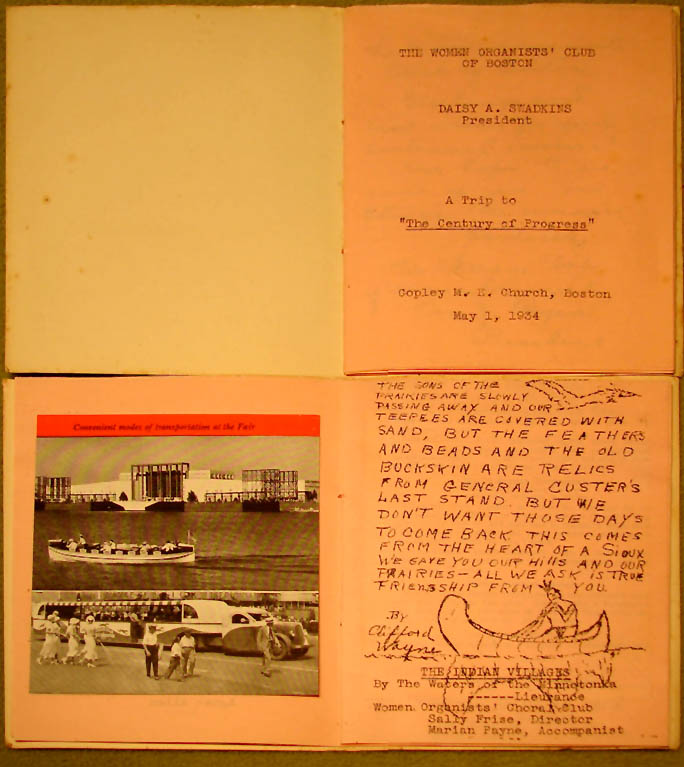 THE WOMEN ORGANISTS' CLUB
OF BOSTON
DAISY A. SWADKINS
President
A Trip to
"The Century of Progress"
Copley M. E. Church, Boston
May 1, 1934
Convenient modes of transportation at the Fair
THE SONS OF THE
PRAIRIES ARE SLOWLY
PASSING AWAY AND OUR
TEEPEES ARE COVERED WITH
SAND, BUT THE FEATHERS
AND BEADS AND THE OLD
BUCKSKIN ARE RELICS
FROM GENERAL CUSTER'S
LAST STAND. BUT WE
DON'T WANT THOSE DAYS
TO COME BACK THIS COMES
FROM THE HEART OF A SIOUX
WE GAVE YOU OUR HILLS AND OUR
PRAIRIES — ALL WE ASK IS TRUE
FRIENDSHIP FROM YOU.
By
Clifford
Wayne
THE INDIAN VILLAGES
By The Waters of the Minnetonka
------Lieurance
Women Organists' Choral Club
Sally Frise, Director
Marian Payne, Accompanist